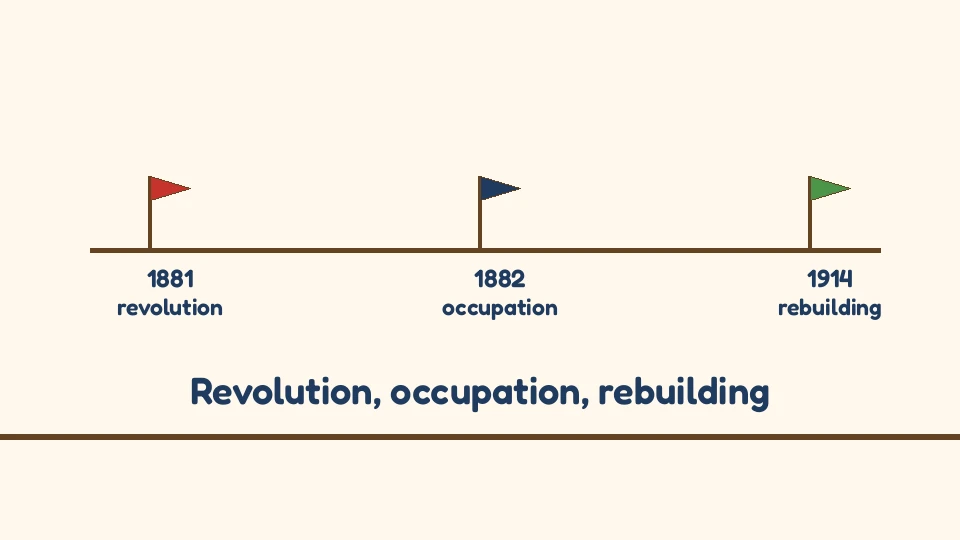 1881
revolution
1882
occupation
1914
rebuilding
Revolution, occupation, rebuilding